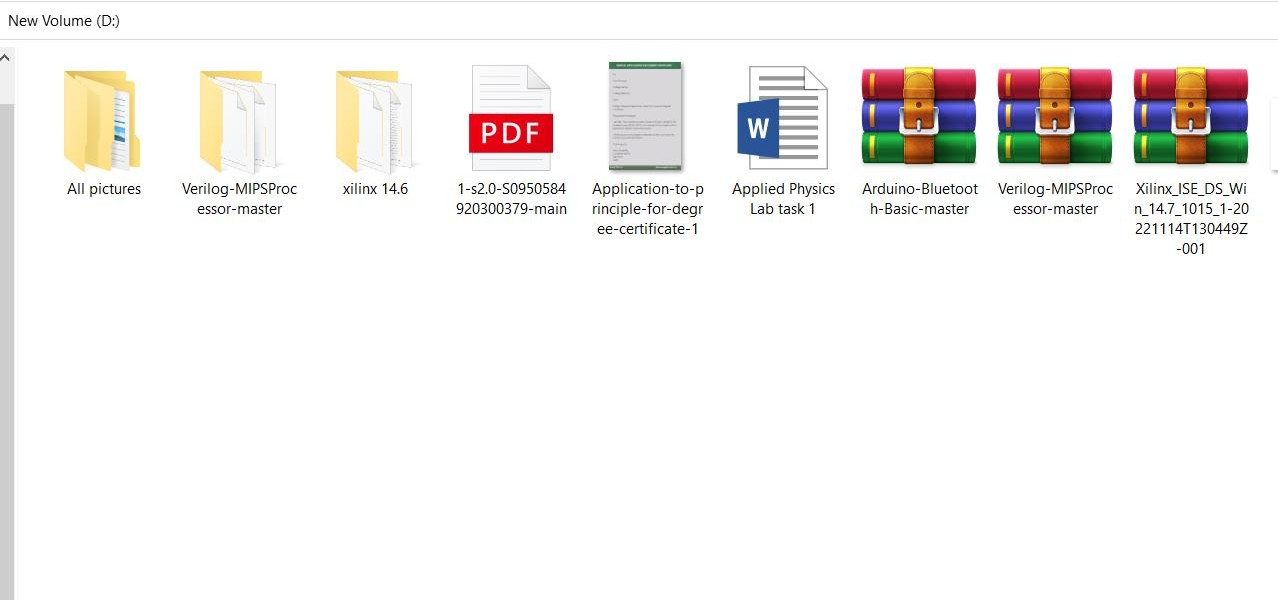 New Volume (D:)
All pictures
Verilog-MIPSProc
essor-master
xilinx 14.6
PDF
1-s2.0-S0950584
920300379-main
Application-to-p
rinciple-for-degr
ee-certificate-1
W
Applied Physics
Lab task 1
Arduino-Bluetoot
h-Basic-master
Verilog-MIPSProc
essor-master
Xilinx_ISE_DS_Wi
n_14.7_1015_1-20
221114T130449Z
-001